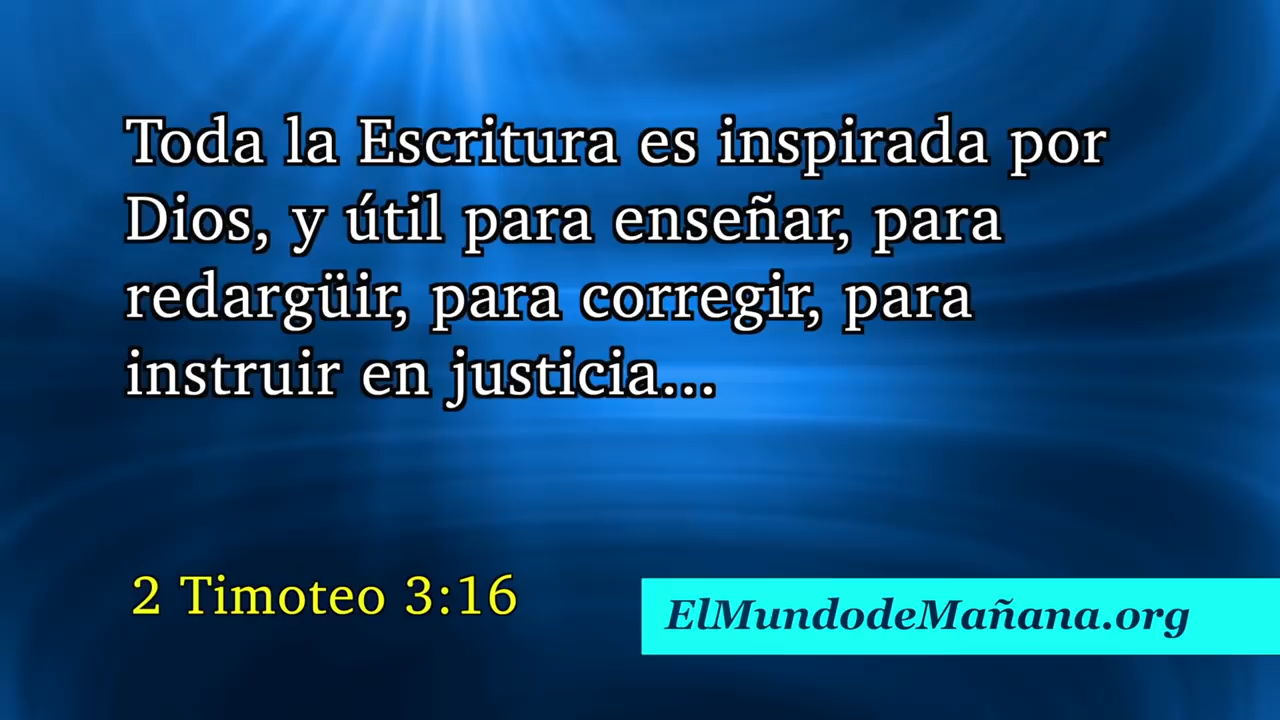 Toda la Escritura es inspirada por
Dios, y útil para enseñar, para
redargüir, para corregir, para
instruir en justicia...
2 Timoteo 3:16
ElMundodeMañana.org